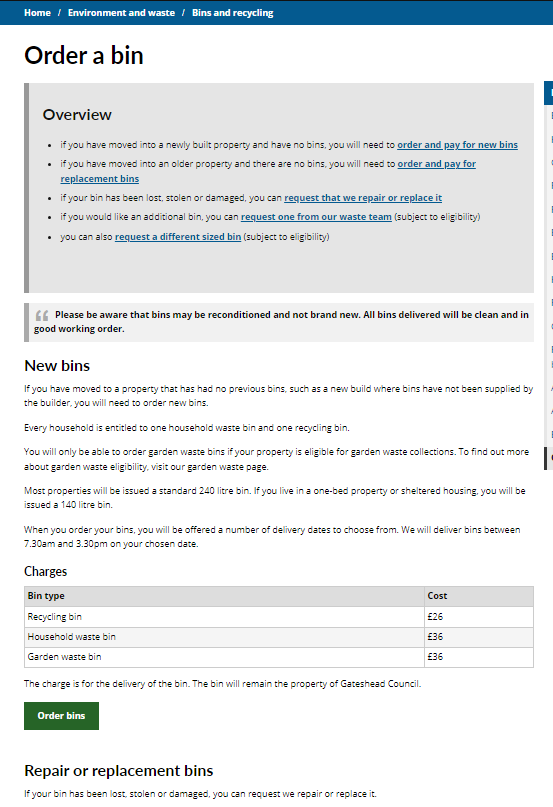 Home / Environment and waste / Bins and recycling
Order a bin
Overview
if you have moved into a newly built property and have no bins, you will need to order and pay for new bins
if you have moved into an older property and there are no bins, you will need to order and pay for
replacement bins
if your bin has been lost, stolen or damaged, you can request that we repair or replace it
if you would like an additional bin, you can request one from our waste team (subject to eligibility)
you can also request a different sized bin (subject to eligibility)
Please be aware that bins may be reconditioned and not brand new. All bins delivered will be clean and in
good working order.
New bins
If you have moved to a property that has had no previous bins, such as a new build where bins have not been supplied by
the builder, you will need to order new bins.
Every household is entitled to one household waste bin and one recycling bin.
You will only be able to order garden waste bins if your property is eligible for garden waste collections. To find out more
about garden waste eligibility, visit our garden waste page.
Most properties will be issued a standard 240 litre bin. If you live in a one-bed property or sheltered housing, you will be
issued a 140 litre bin.
When you order your bins, you will be offered a number of delivery dates to choose from. We will deliver bins between
7.30am and 3.30pm on your chosen date.
Charges
Bin type Cost
Recycling bin £26
Household waste bin £36
Garden waste bin £36
The charge is for the delivery of the bin. The bin will remain the property of Gateshead Council.
Order bins
Repair or replacement bins
If your bin has been lost, stolen or damaged, you can request we repair or replace it.